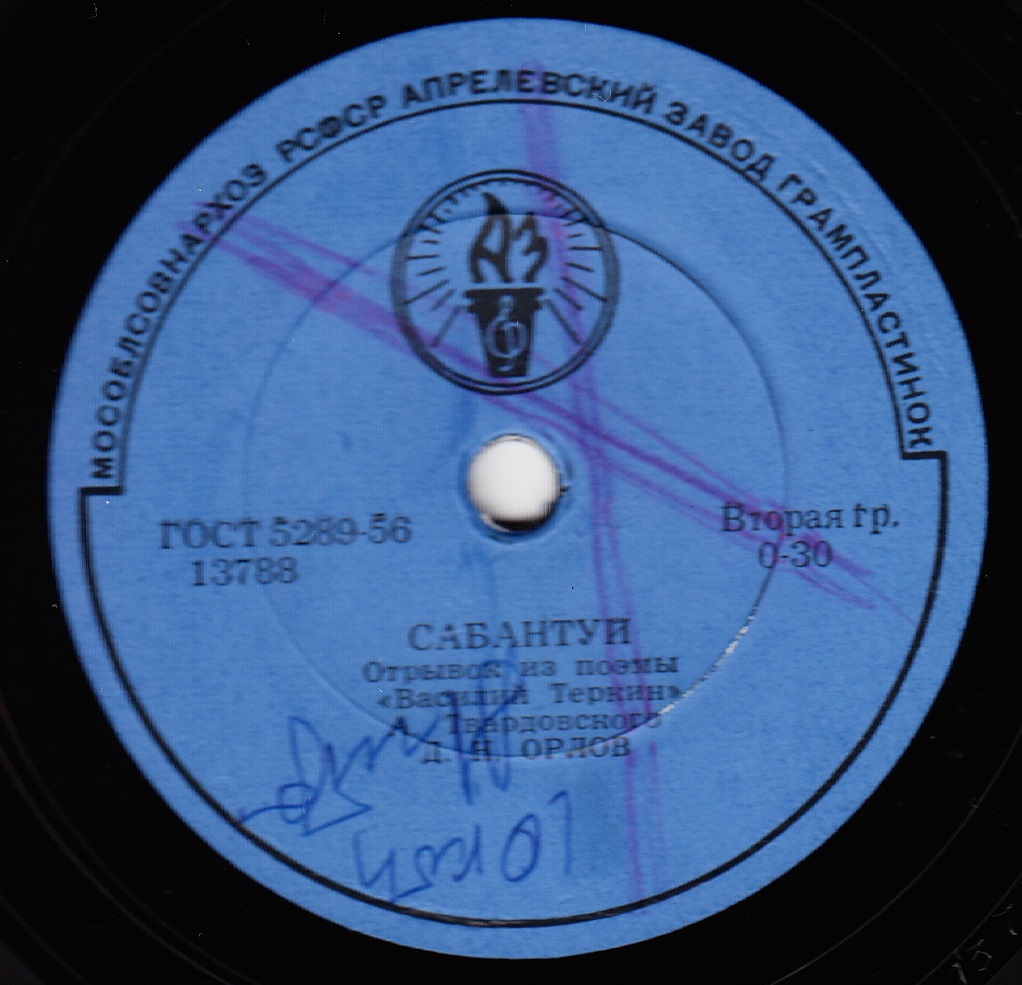 МОСОБЛСОВНАРХОЗ РСФСР АПРЕЛЕВСКИЙ ЗАВОД ГРАМПЛАСТИНОК
АЗ
ГОСТ 5289-56
13788
Вторая гр.
0-30
САБАНТУЙ
Отрывок из поэмы
«Василий Теркин»
А. Твардовского
Д. Н. ОРЛОВ